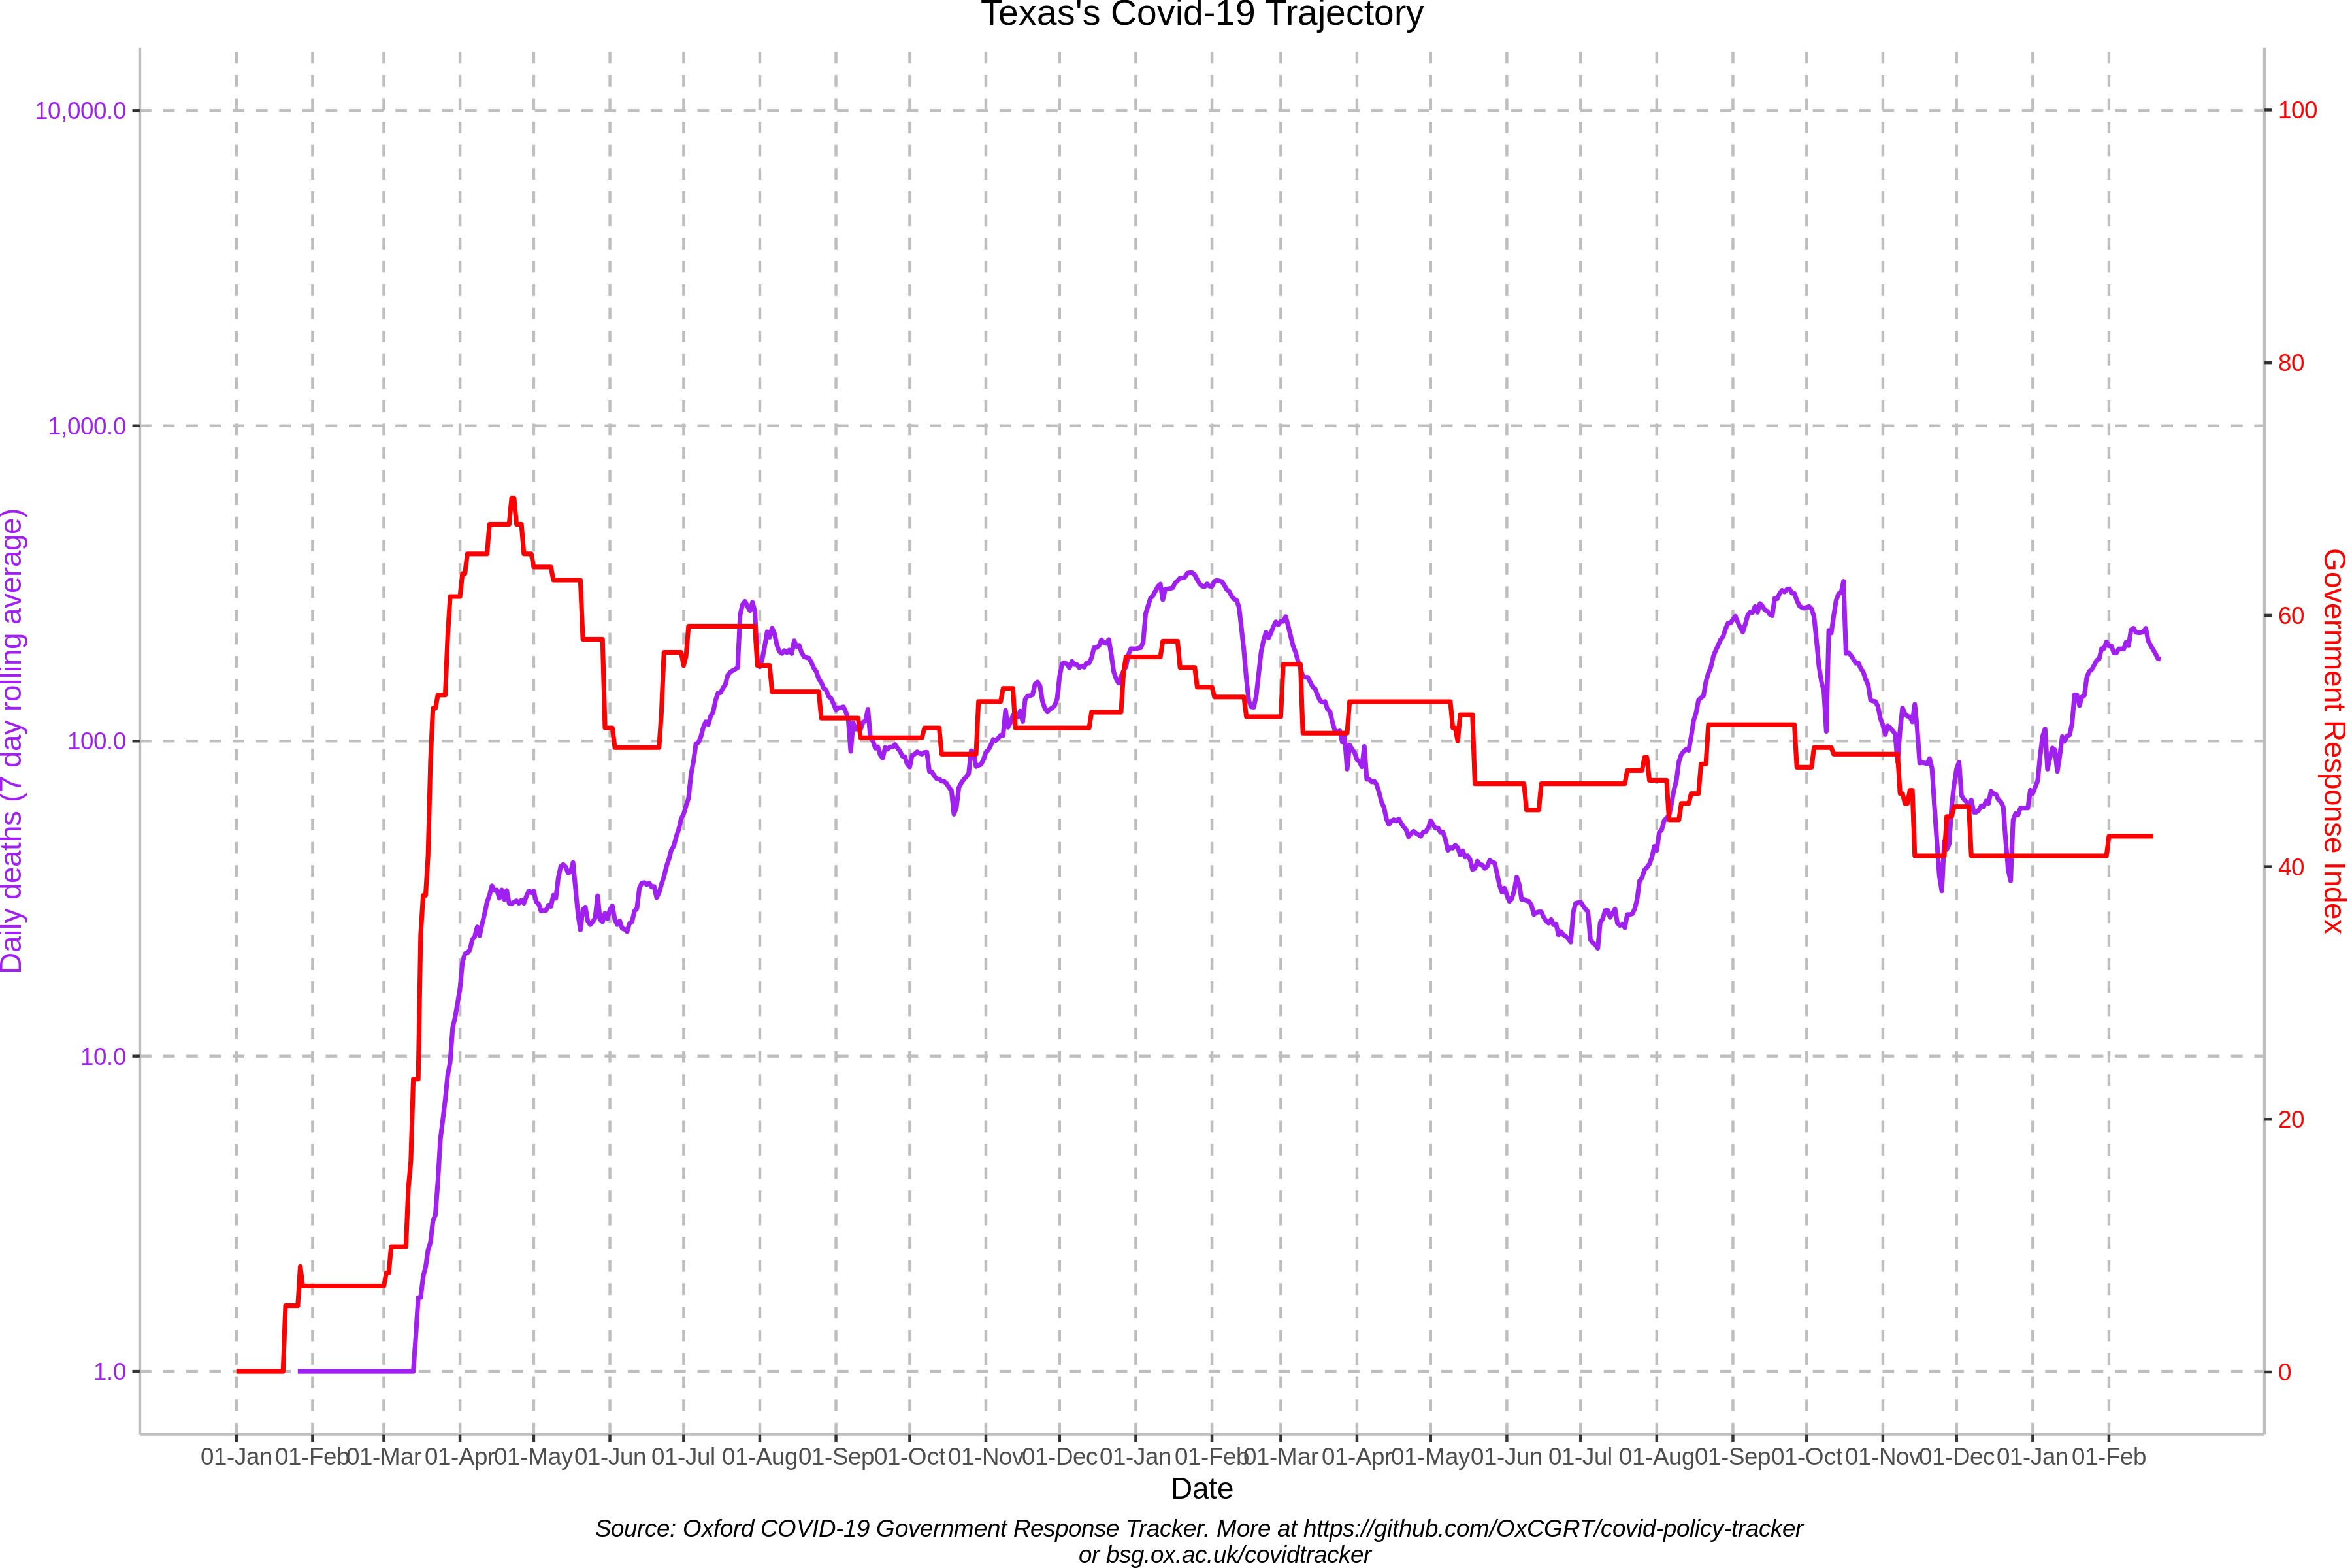 Texas's Covid-19 Trajectory
10,000.0
1,000.0
100.0
10.0
1.0
Daily deaths (7 day rolling average)
100
80
60
40
20
0
Government Response Index
01-Jan 01-Feb 01-Mar 01-Apr 01-May 01-Jun 01-Jul 01-Aug 01-Sep 01-Oct 01-Nov 01-Dec 01-Jan 01-Feb 01-Mar 01-Apr 01-May 01-Jun 01-Jul 01-Aug 01-Sep 01-Oct 01-Nov 01-Dec 01-Jan 01-Feb
Date
Source: Oxford COVID-19 Government Response Tracker. More at https://github.com/OxCGRT/covid-policy-tracker
or bsg.ox.ac.uk/covidtracker